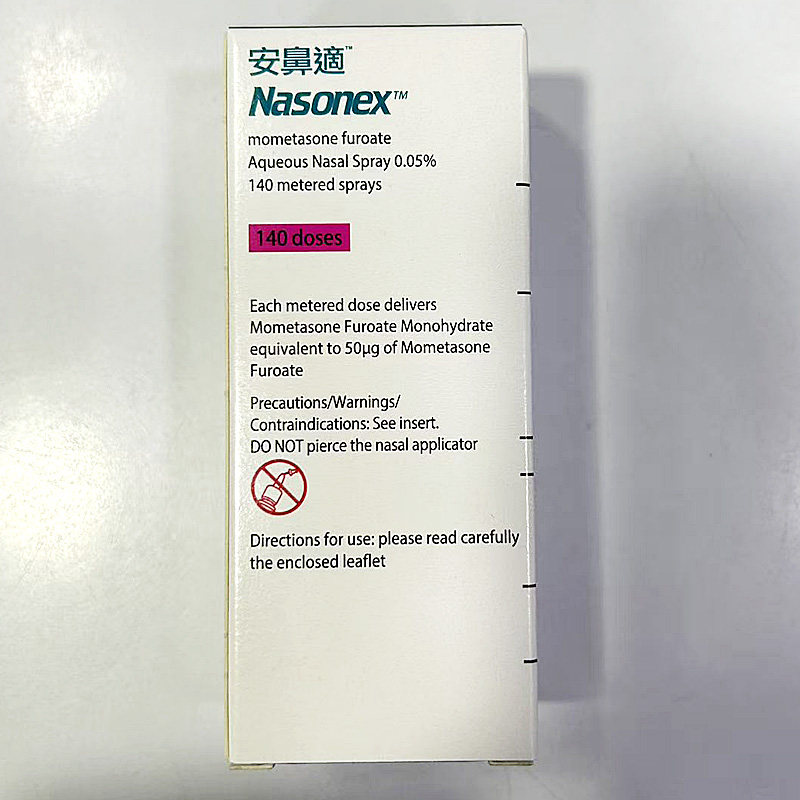 安鼻適™
Nasonex™
mometasone furoate
Aqueous Nasal Spray 0.05%
140 metered sprays
140 doses
Each metered dose delivers
Mometasone Furoate Monohydrate
equivalent to 50µg of Mometasone
Furoate
Precautions/Warnings/
Contraindications: See insert.
DO NOT pierce the nasal applicator
Directions for use: please read carefully
the enclosed leaflet